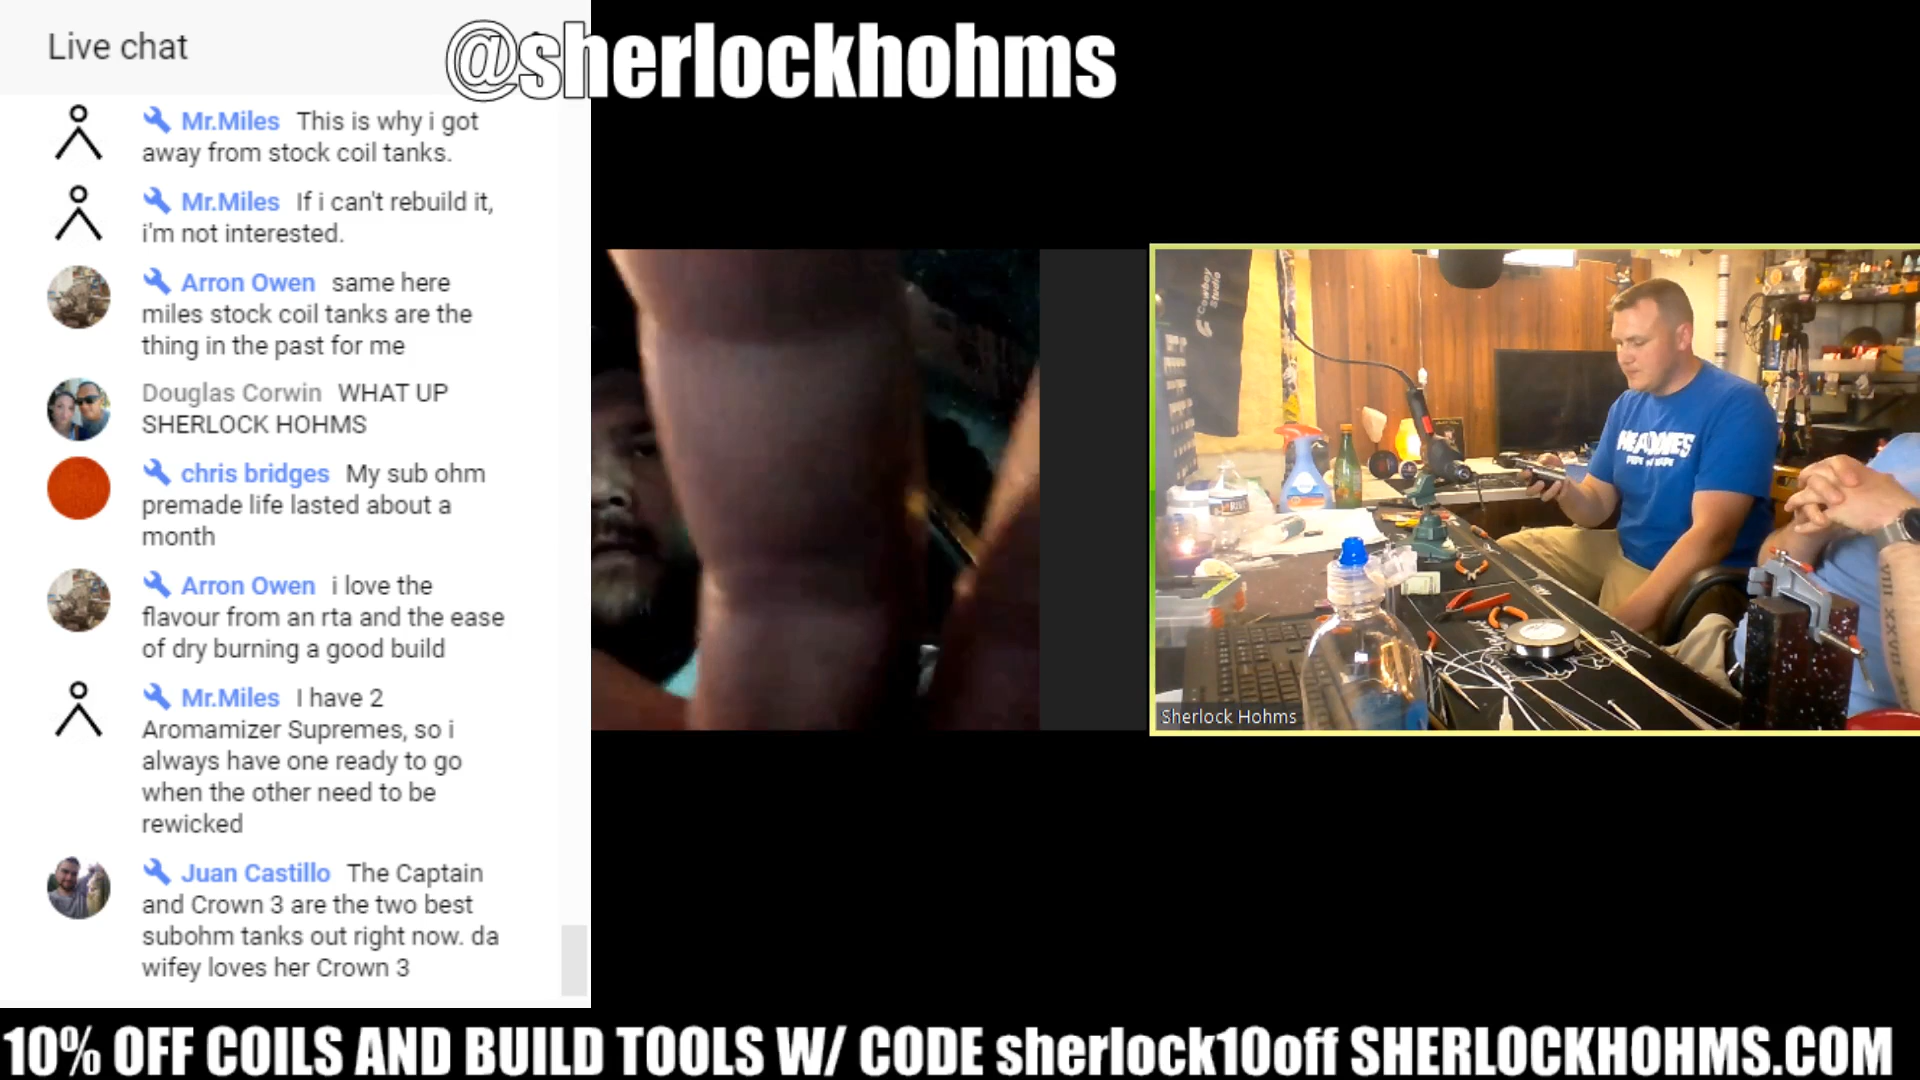 Live chat
@sherlockhohms
Mr.Miles This is why i got
away from stock coil tanks.
Mr.Miles If i can't rebuild it,
i'm not interested.
Arron Owen same here
miles stock coil tanks are the
thing in the past for me
Douglas Corwin WHAT UP
SHERLOCK HOHMS
chris bridges My sub ohm
premade life lasted about a
month
Arron Owen i love the
flavour from an rta and the ease
of dry burning a good build
Mr.Miles I have 2
Aromamizer Supremes, so i
always have one ready to go
when the other need to be
rewicked
Juan Castillo The Captain
and Crown 3 are the two best
subohm tanks out right now. da
wifey loves her Crown 3
Cowboy
Studio
Sherlock Hohms
10% OFF COILS AND BUILD TOOLS W/ CODE sherlock10off SHERLOCKHOHMS.COM